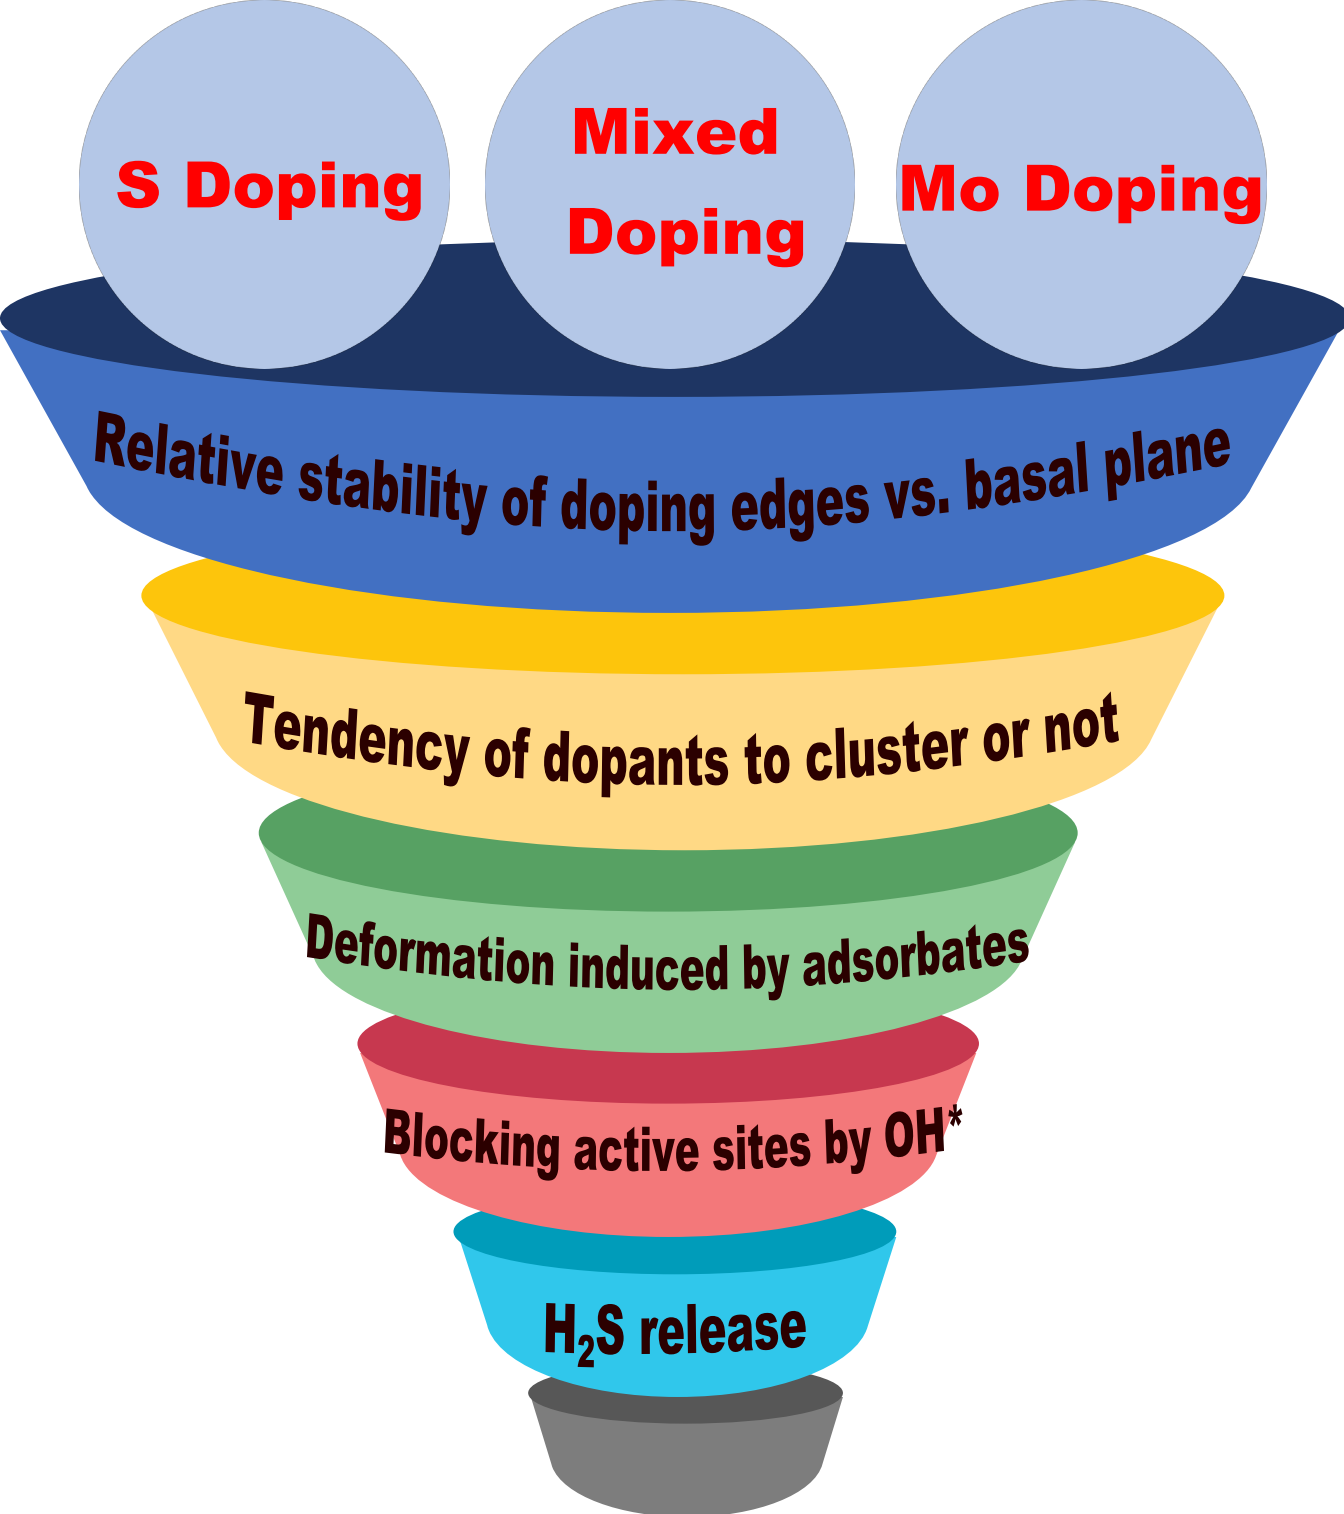 S Doping
Mixed
Doping
Mo Doping
Relative stability of doping edges vs. basal plane
Tendency of dopants to cluster or not
Deformation induced by adsorbates
Blocking active sites by OH*
H₂S release